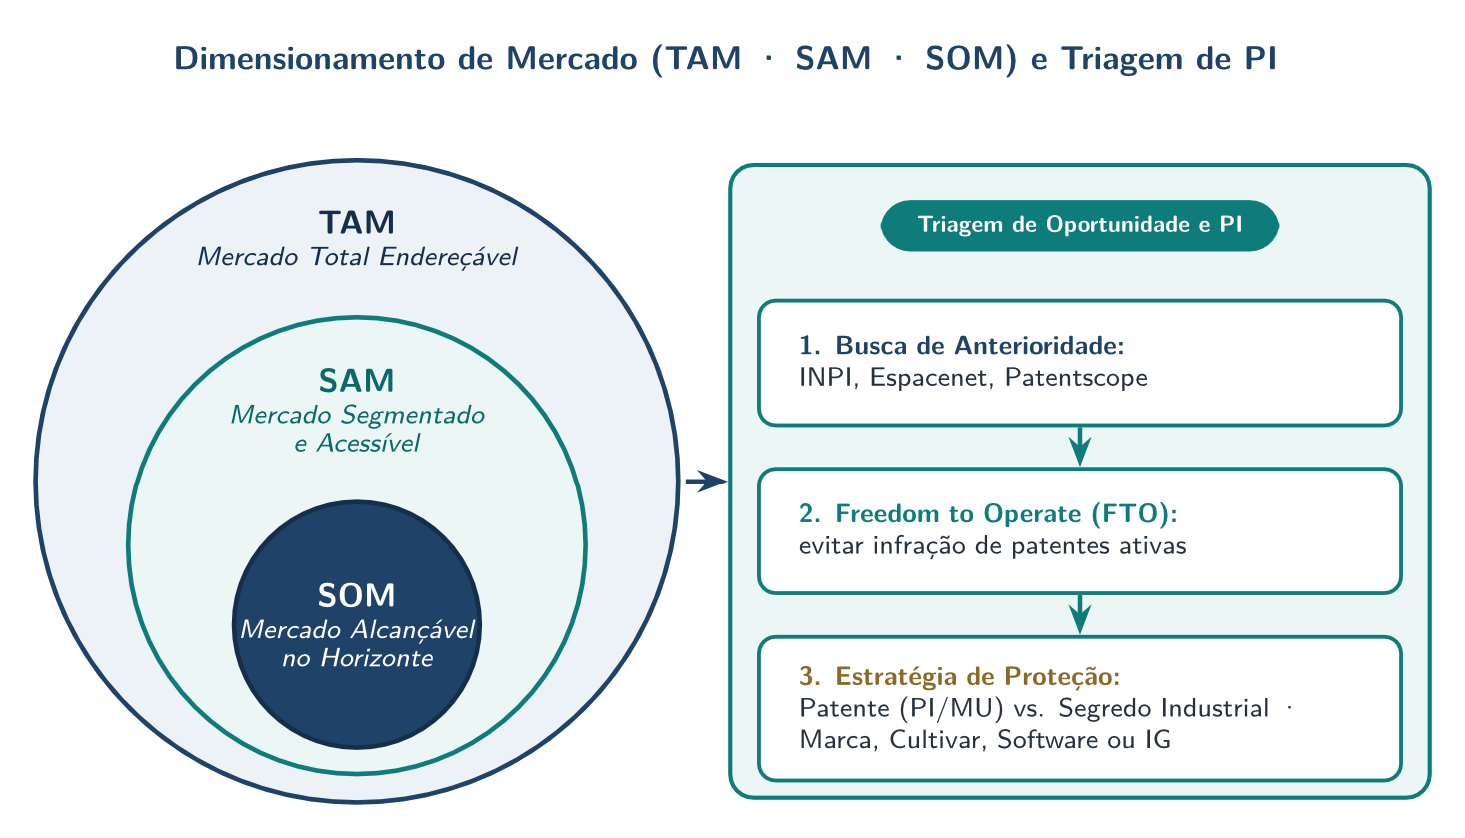 Dimensionamento de Mercado (TAM · SAM · SOM) e Triagem de PI
TAM
Mercado Total Endereçável
SAM
Mercado Segmentado
e Acessível
SOM
Mercado Alcançável
no Horizonte
Triagem de Oportunidade e PI
1. Busca de Anterioridade:
INPI, Espacenet, Patentscope
2. Freedom to Operate (FTO):
evitar infração de patentes ativas
3. Estratégia de Proteção:
Patente (PI/MU) vs. Segredo Industrial ·
Marca, Cultivar, Software ou IG